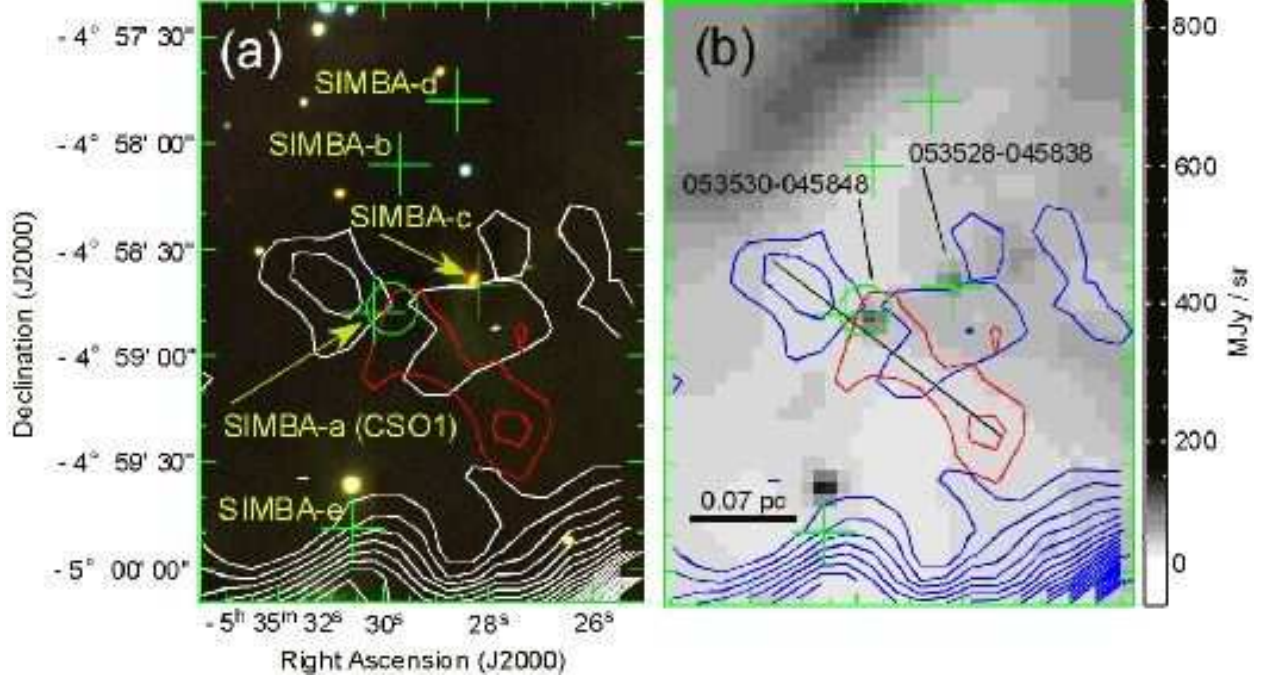 (a)
(b)
- 4° 57' 30"
- 4° 58' 00"
- 4° 56' 30"
- 4° 59' 00"
- 4° 59' 30"
- 5° 00' 00"
Declination (J2000)
SIMBA-d
SIMBA-b
SIMBA-c
SIMBA-a (CSO1)
SIMBA-e
- 5h 35m 32s
30s
28s
26s
Right Ascension (J2000)
053528-045838
053530-045848
0.07 pc
800
600
400
200
0
MJy / sr